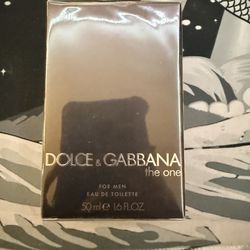 DOLCE & GABBANA
the one
FOR MEN
EAU DE TOILETTE
50 ml ℮ 1.6 FL.OZ.